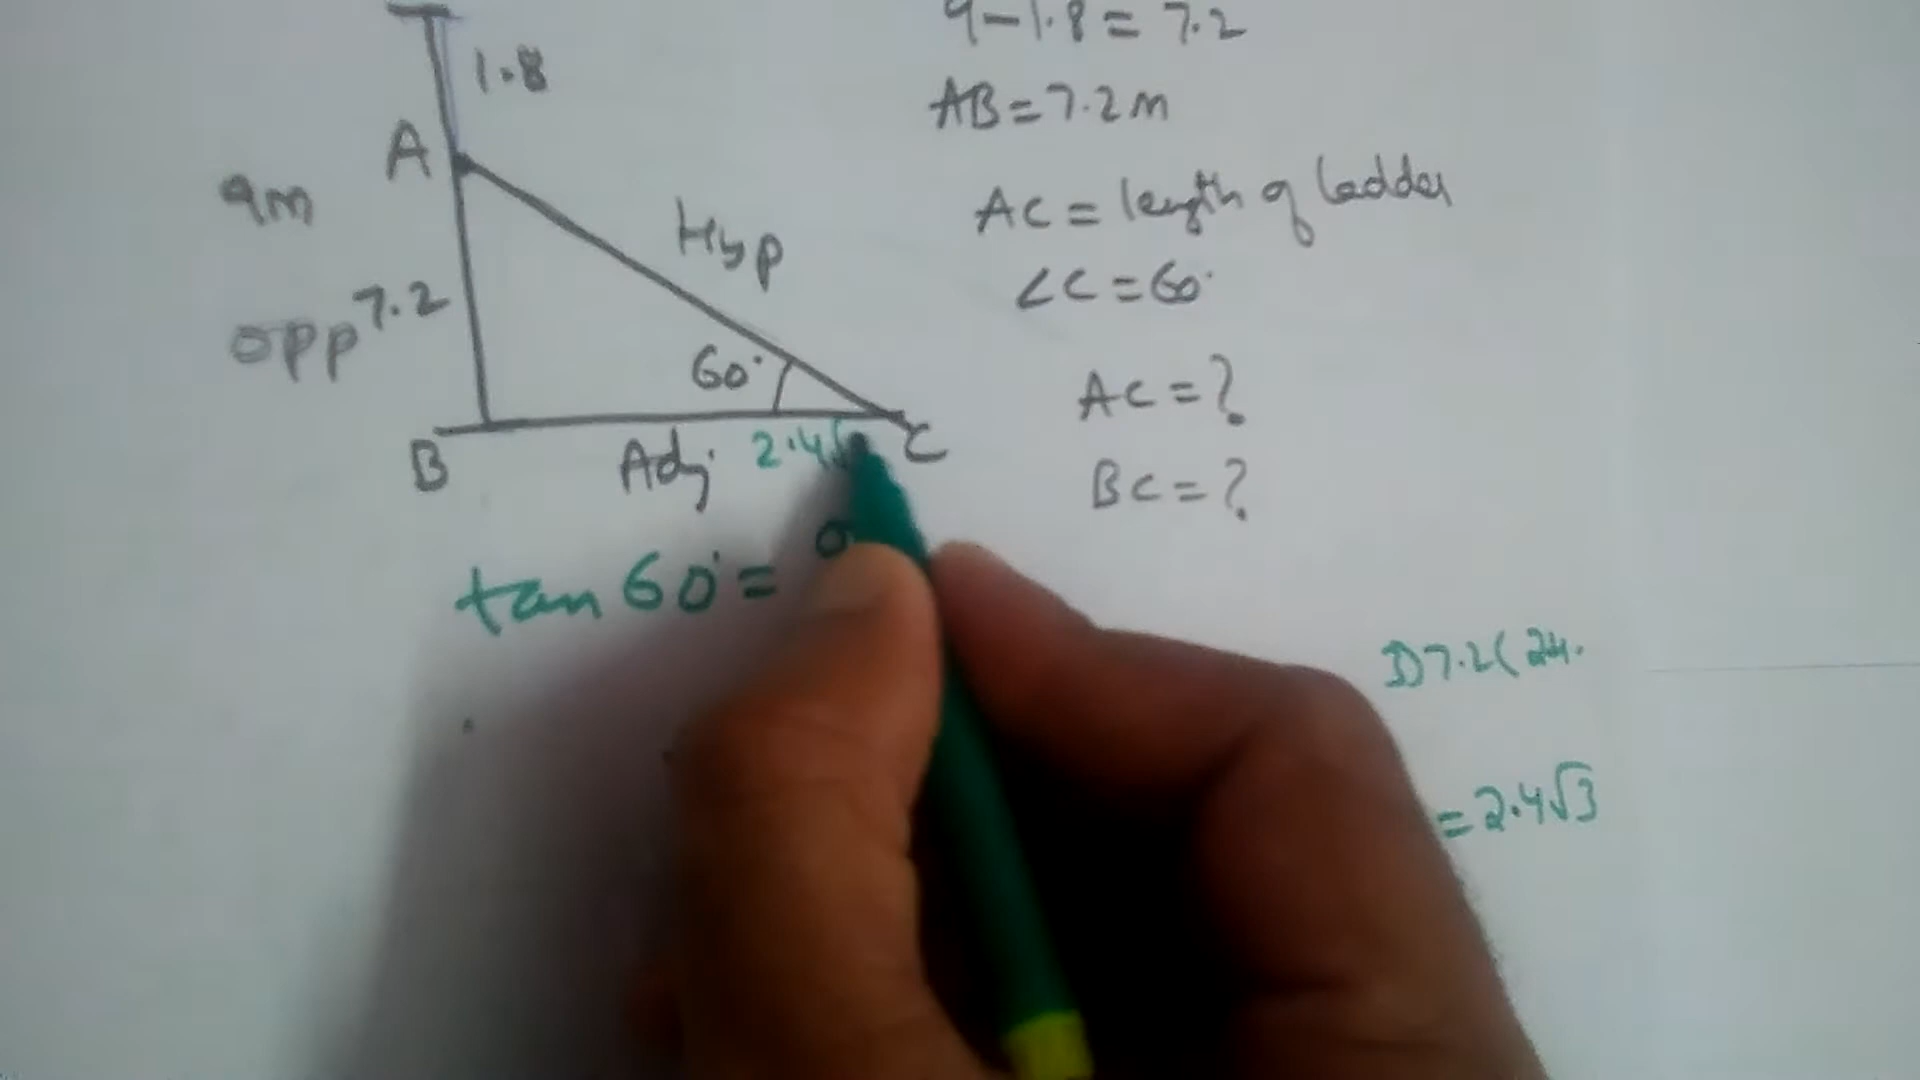 1.8
A
9m
Hyp
opp 7.2
60°
B
Adj 2.4√
C
tan 60° =
9-1.8 = 7.2
AB = 7.2m
AC = length of ladder
∠C = 60°
AC = ?
BC = ?
= 2.4√3